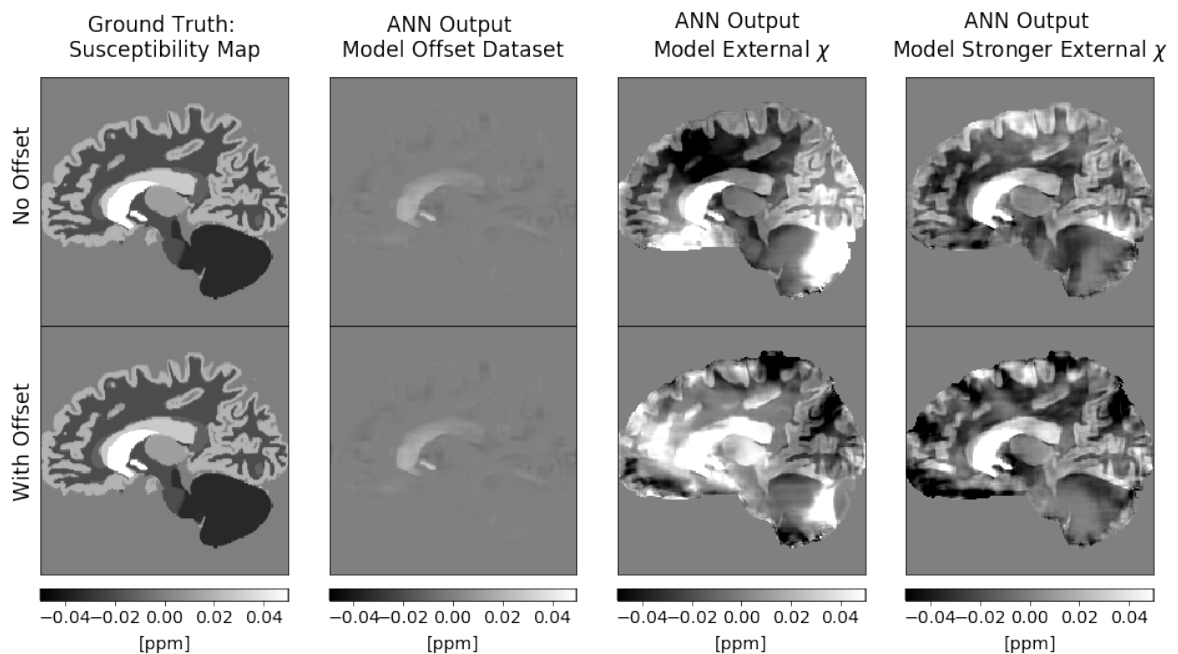 Ground Truth:
Susceptibility Map
ANN Output
Model Offset Dataset
ANN Output
Model External χ
ANN Output
Model Stronger External χ
No Offset
With Offset
−0.04−0.02 0.00 0.02 0.04
[ppm]
−0.04−0.02 0.00 0.02 0.04
[ppm]
−0.04−0.02 0.00 0.02 0.04
[ppm]
−0.04−0.02 0.00 0.02 0.04
[ppm]